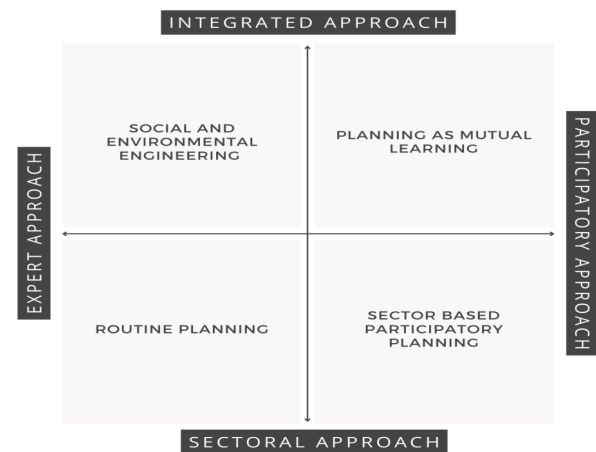 INTEGRATED APPROACH
SOCIAL AND
ENVIRONMENTAL
ENGINEERING
PLANNING AS MUTUAL
LEARNING
EXPERT APPROACH
PARTICIPATORY APPROACH
ROUTINE PLANNING
SECTOR BASED
PARTICIPATORY
PLANNING
SECTORAL APPROACH